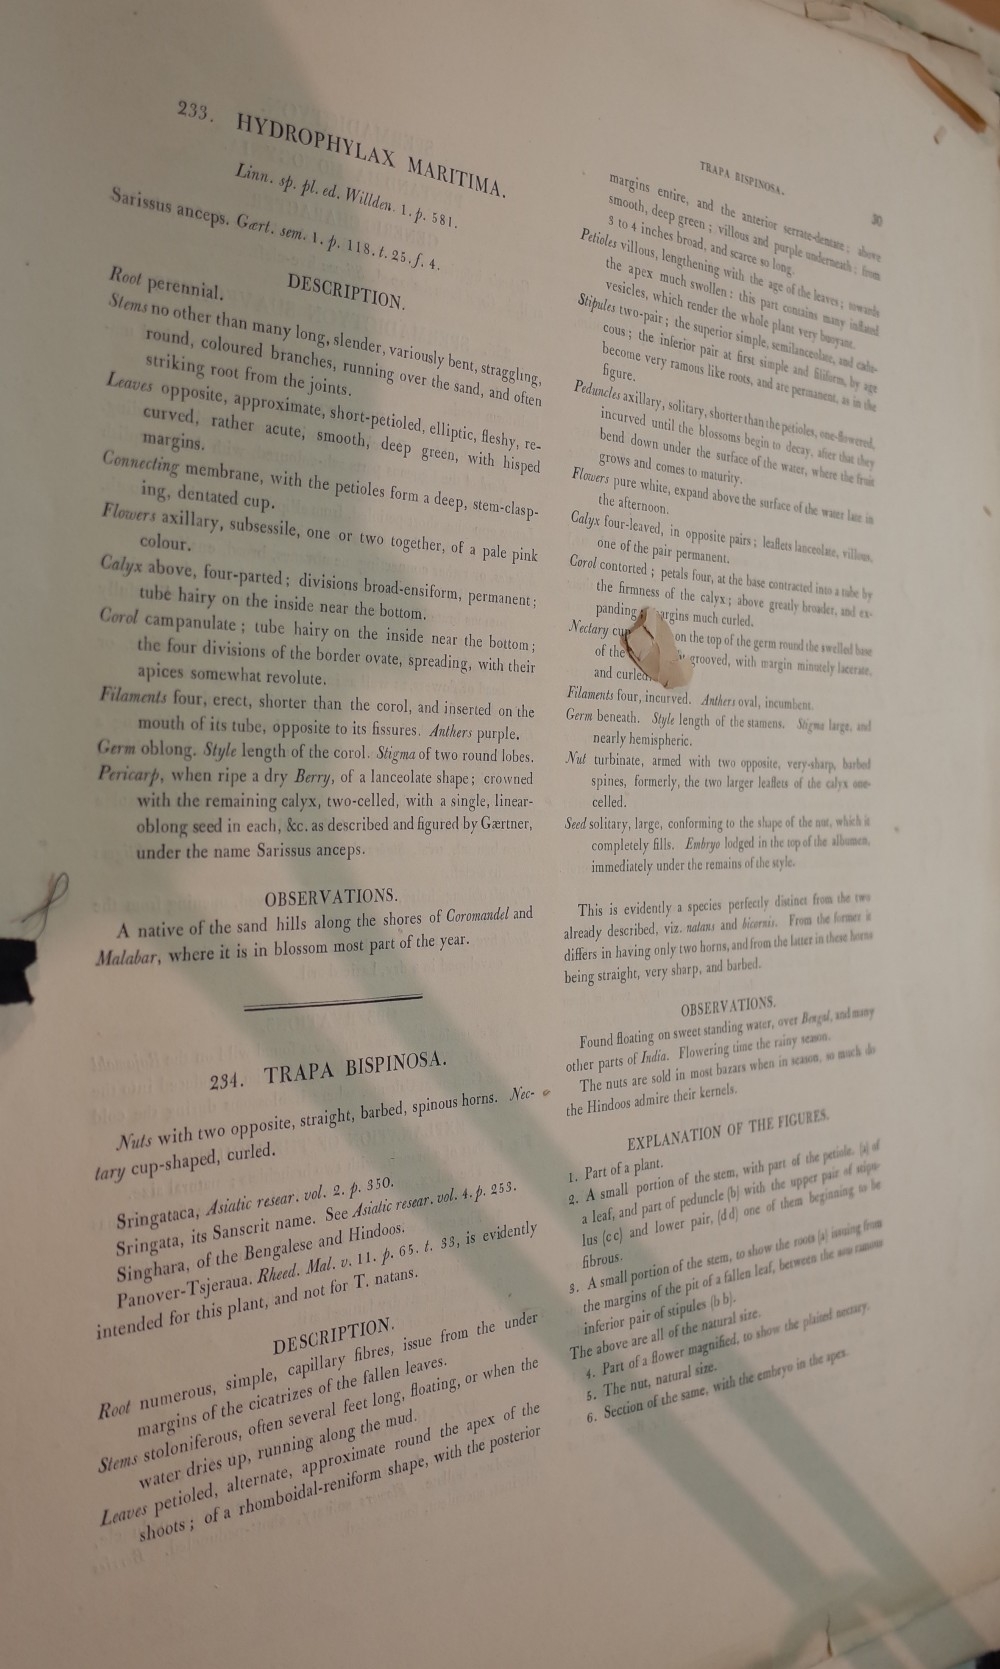 233. HYDROPHYLAX MARITIMA.
Linn. sp. pl. ed. Willden. 1. p. 581.
Sarissus anceps. Gært. sem. 1. p. 118. t. 25. f. 4.
DESCRIPTION.
Root perennial.
Stems no other than many long, slender, variously bent, straggling,
round, coloured branches, running over the sand, and often
striking root from the joints.
Leaves opposite, approximate, short-petioled, elliptic, fleshy, re-
curved, rather acute, smooth, deep green, with hisped
margins.
Connecting membrane, with the petioles form a deep, stem-clasp-
ing, dentated cup.
Flowers axillary, subsessile, one or two together, of a pale pink
colour.
Calyx above, four-parted; divisions broad-ensiform, permanent;
tube hairy on the inside near the bottom.
Corol campanulate; tube hairy on the inside near the bottom;
the four divisions of the border ovate, spreading, with their
apices somewhat revolute.
Filaments four, erect, shorter than the corol, and inserted on the
mouth of its tube, opposite to its fissures. Anthers purple.
Germ oblong. Style length of the corol. Stigma of two round lobes.
Pericarp, when ripe a dry Berry, of a lanceolate shape; crowned
with the remaining calyx, two-celled, with a single, linear-
oblong seed in each, &c. as described and figured by Gærtner,
under the name Sarissus anceps.
OBSERVATIONS.
A native of the sand hills along the shores of Coromandel and
Malabar, where it is in blossom most part of the year.
234. TRAPA BISPINOSA.
Nuts with two opposite, straight, barbed, spinous horns. Nec-
tary cup-shaped, curled.
Sringataca, Asiatic resear. vol. 2. p. 350.
Sringata, its Sanscrit name. See Asiatic resear. vol. 4. p. 253.
Singhara, of the Bengalese and Hindoos.
Panover-Tsjeraua. Rheed. Mal. v. 11. p. 65. t. 33, is evidently
intended for this plant, and not for T. natans.
DESCRIPTION.
Root numerous, simple, capillary fibres, issue from the under
margins of the cicatrizes of the fallen leaves.
Stems stoloniferous, often several feet long, floating, or when the
water dries up, running along the mud.
Leaves petioled, alternate, approximate round the apex of the
shoots; of a rhomboidal-reniform shape, with the posterior
TRAPA BISPINOSA.
30
margins entire, and the anterior serrate-dentate; above
smooth, deep green; villous and purple underneath; from
3 to 4 inches broad, and scarce so long.
Petioles villous, lengthening with the age of the leaves; towards
the apex much swollen: this part contains many inflated
vesicles, which render the whole plant very buoyant.
Stipules two-pair; the superior simple, semilanceolate, and cadu-
cous; the inferior pair at first simple and filiform, by age
become very ramous like roots, and are permanent, as in the
figure.
Peduncles axillary, solitary, shorter than the petioles, one-flowered,
incurved until the blossoms begin to decay, after that they
bend down under the surface of the water, where the fruit
grows and comes to maturity.
Flowers pure white, expand above the surface of the water late in
the afternoon.
Calyx four-leaved, in opposite pairs; leaflets lanceolate, villous,
one of the pair permanent.
Corol contorted; petals four, at the base contracted into a tube by
the firmness of the calyx; above greatly broader, and ex-
panding margins much curled.
Nectary cup on the top of the germ round the swelled base
of the grooved, with margin minutely lacerate,
and curled.
Filaments four, incurved. Anthers oval, incumbent.
Germ beneath. Style length of the stamens. Stigma large, and
nearly hemispheric.
Nut turbinate, armed with two opposite, very-sharp, barbed
spines, formerly, the two larger leaflets of the calyx one-
celled.
Seed solitary, large, conforming to the shape of the nut, which it
completely fills. Embryo lodged in the top of the albumen,
immediately under the remains of the style.
This is evidently a species perfectly distinct from the two
already described, viz. natans and bicornis. From the former it
differs in having only two horns, and from the latter in these horns
being straight, very sharp, and barbed.
OBSERVATIONS.
Found floating on sweet standing water, over Bengal, and many
other parts of India. Flowering time the rainy season.
The nuts are sold in most bazars when in season, so much do
the Hindoos admire their kernels.
EXPLANATION OF THE FIGURES.
1. Part of a plant.
2. A small portion of the stem, with part of the petiole, (a) of
a leaf, and part of peduncle (b) with the upper pair of stipu-
lus (c c) and lower pair, (d d) one of them beginning to be
fibrous.
3. A small portion of the stem, to show the roots (a) issuing from
the margins of the pit of a fallen leaf, between the now ramous
inferior pair of stipules (b b).
The above are all of the natural size.
4. Part of a flower magnified, to show the plaited nectary.
5. The nut, natural size.
6. Section of the same, with the embryo in the apex.